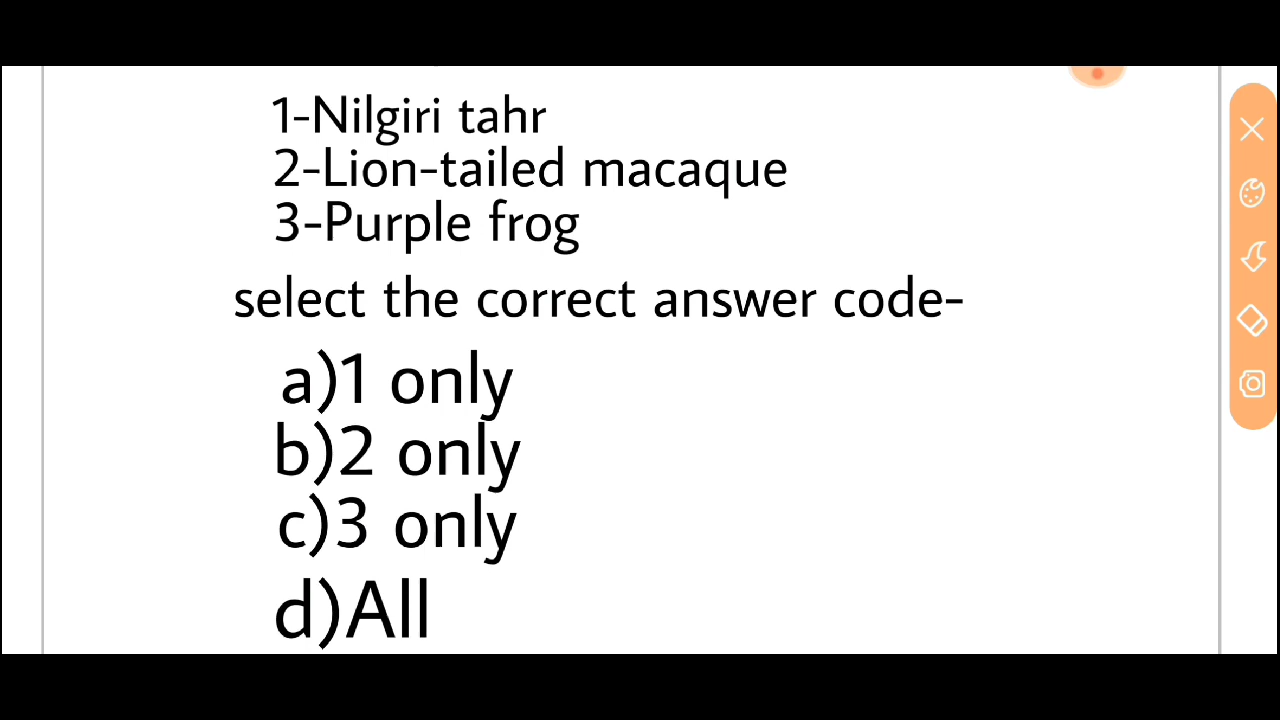 1-Nilgiri tahr
2-Lion-tailed macaque
3-Purple frog
select the correct answer code-
a)1 only
b)2 only
c)3 only
d)All